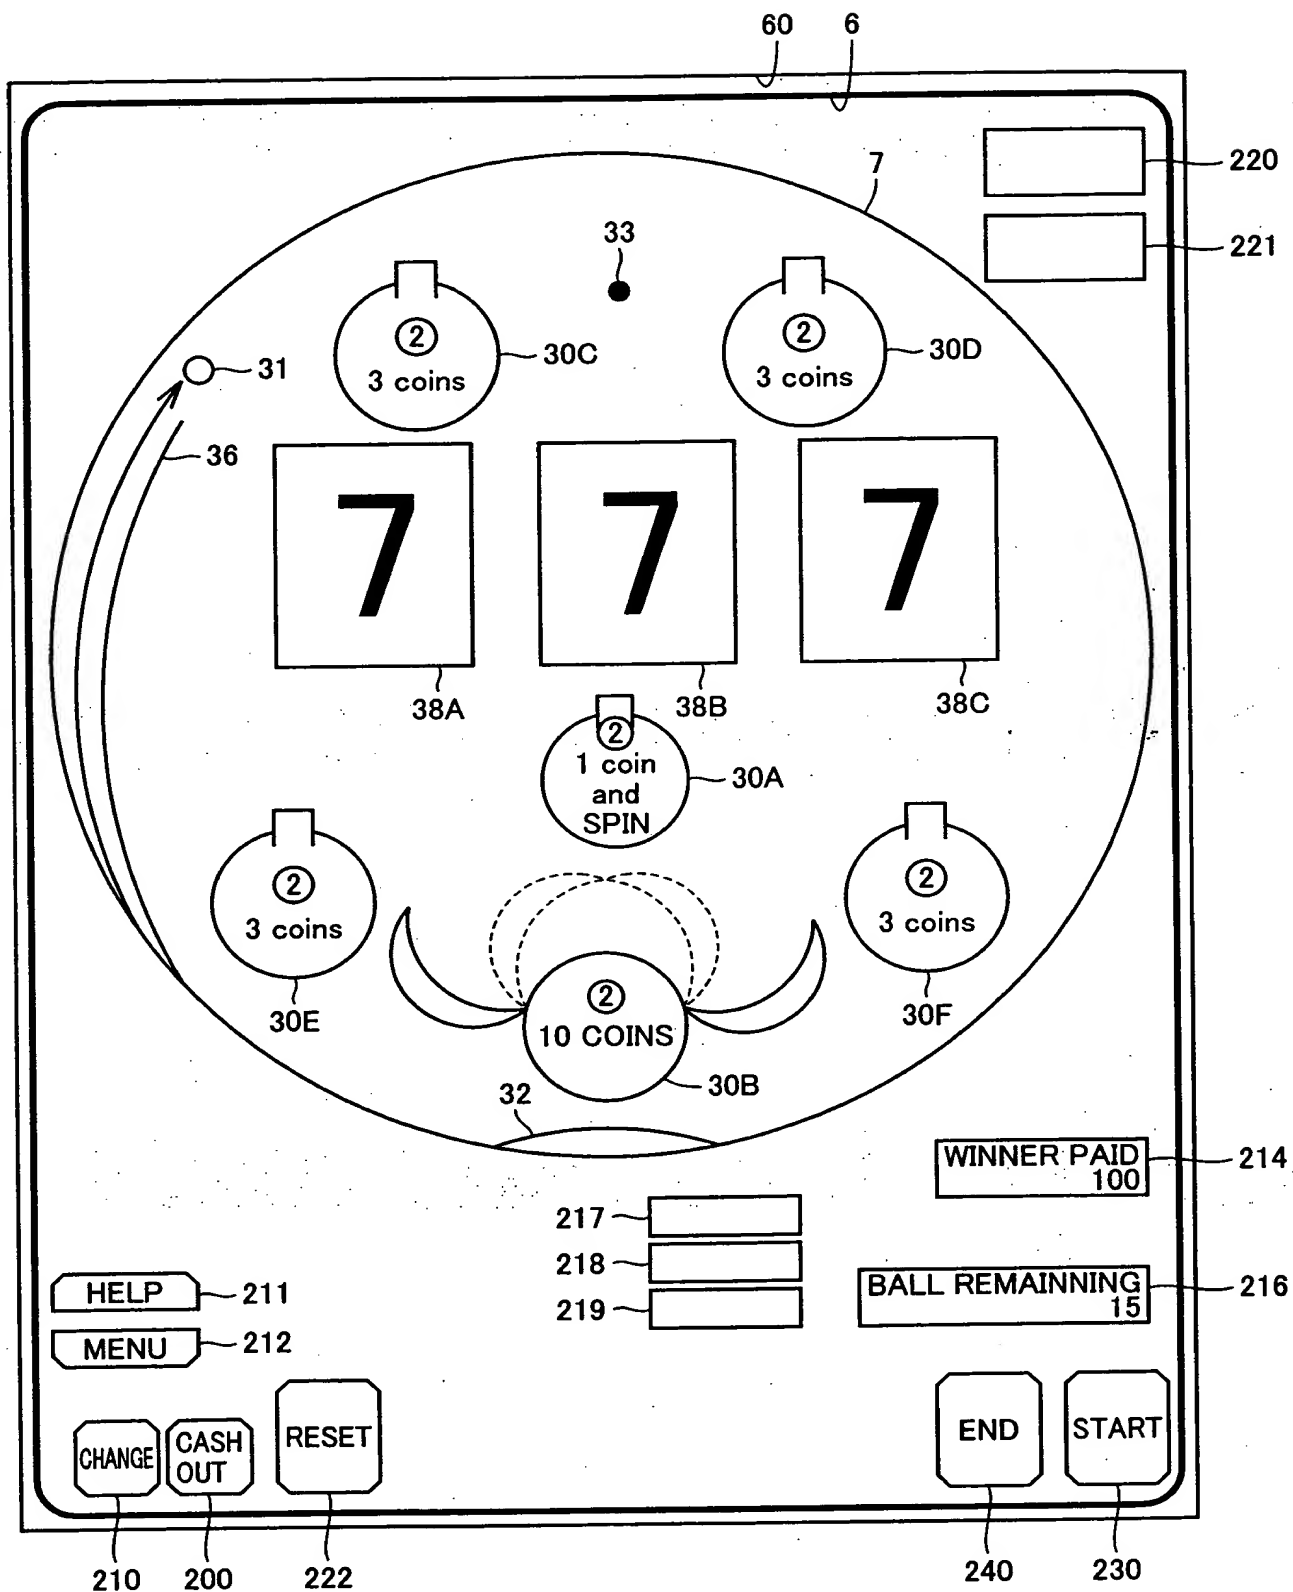 60
6
220
7
221
33
2
3 coins
30C
2
3 coins
30D
31
36
7
7
7
38A
38B
38C
2
1 coin
and
SPIN
30A
2
3 coins
30E
2
3 coins
30F
2
10 COINS
30B
32
WINNER PAID
100
214
217
218
219
BALL REMAINNING
15
216
HELP
211
MENU
212
CHANGE
CASH
OUT
RESET
END
START
210
200
222
240
230